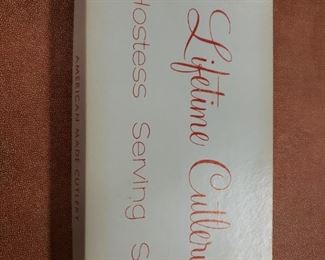 Lifetime Cutlery
Hostess Serving S
AMERICAN MADE CUTLERY